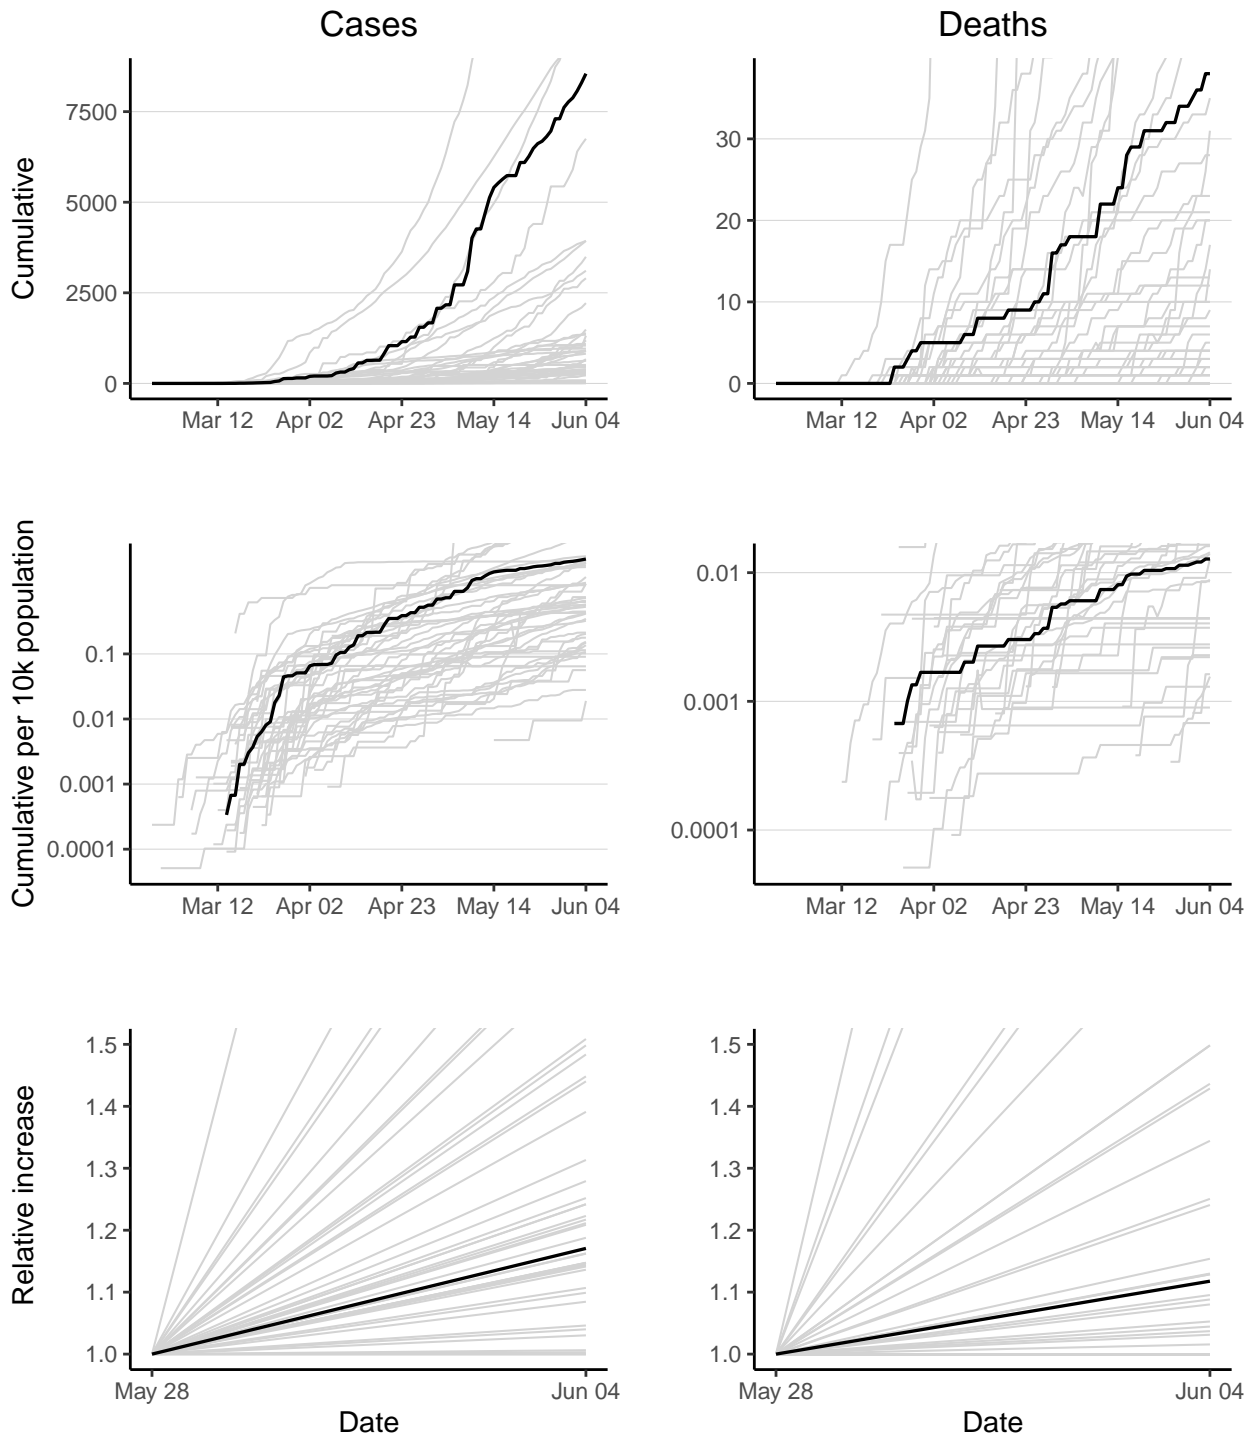 Cases
Deaths
Cumulative
7500
5000
2500
0
Mar 12 Apr 02 Apr 23 May 14 Jun 04
30
20
10
0
Mar 12 Apr 02 Apr 23 May 14 Jun 04
Cumulative per 10k population
0.1
0.01
0.001
0.0001
Mar 12 Apr 02 Apr 23 May 14 Jun 04
0.01
0.001
0.0001
Mar 12 Apr 02 Apr 23 May 14 Jun 04
Relative increase
1.5
1.4
1.3
1.2
1.1
1.0
May 28 Jun 04
Date
1.5
1.4
1.3
1.2
1.1
1.0
May 28 Jun 04
Date